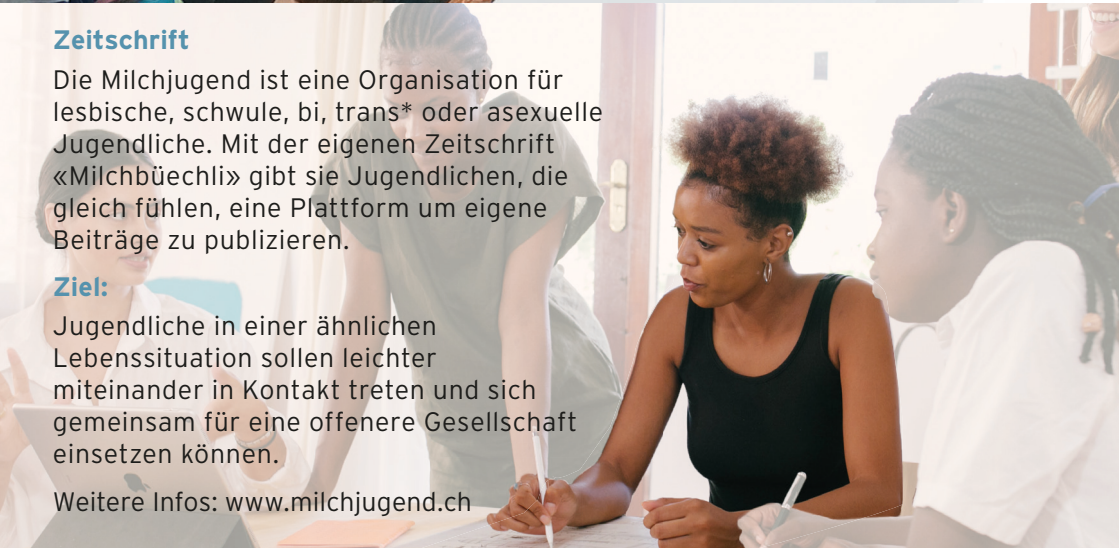 Zeitschrift
Die Milchjugend ist eine Organisation für
lesbische, schwule, bi, trans* oder asexuelle
Jugendliche. Mit der eigenen Zeitschrift
«Milchbüechli» gibt sie Jugendlichen, die
gleich fühlen, eine Plattform um eigene
Beiträge zu publizieren.
Ziel:
Jugendliche in einer ähnlichen
Lebenssituation sollen leichter
miteinander in Kontakt treten und sich
gemeinsam für eine offenere Gesellschaft
einsetzen können.
Weitere Infos: www.milchjugend.ch